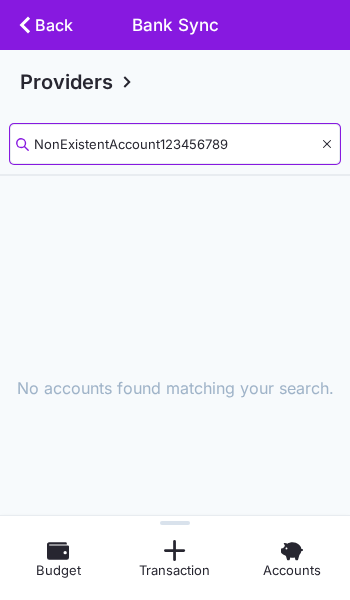 Back
Bank Sync
Providers
NonExistentAccount123456789
No accounts found matching your search.
Budget
Transaction
Accounts